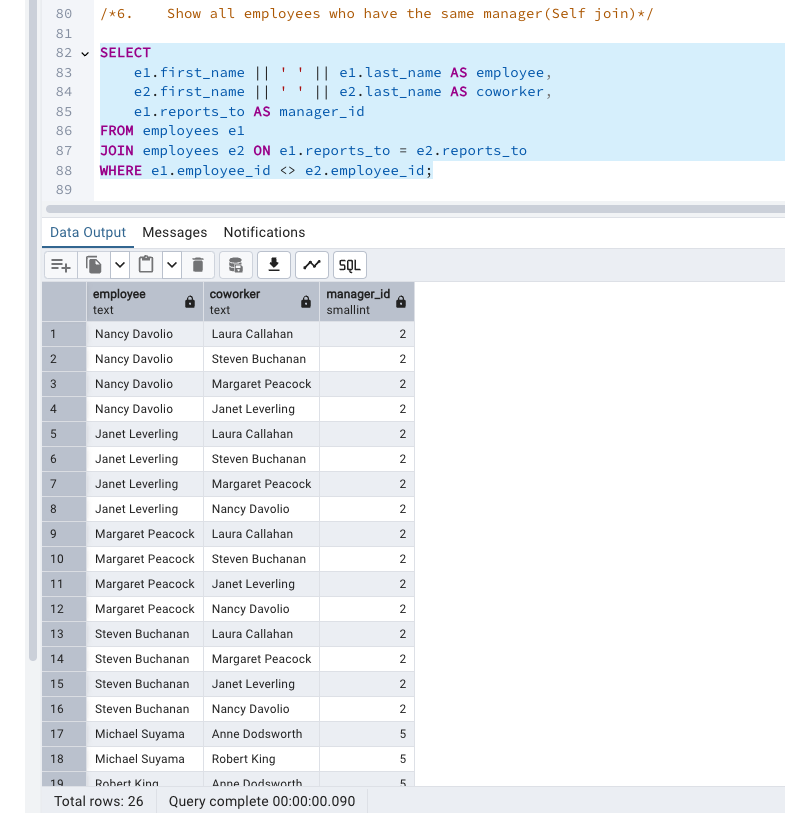 80 /*6.    Show all employees who have the same manager(Self join)*/
81
82 SELECT
83     e1.first_name || ' ' || e1.last_name AS employee,
84     e2.first_name || ' ' || e2.last_name AS coworker,
85     e1.reports_to AS manager_id
86 FROM employees e1
87 JOIN employees e2 ON e1.reports_to = e2.reports_to
88 WHERE e1.employee_id <> e2.employee_id;
89
Data Output Messages Notifications
SQL
employee coworker manager_id
text text smallint
1 Nancy Davolio Laura Callahan 2
2 Nancy Davolio Steven Buchanan 2
3 Nancy Davolio Margaret Peacock 2
4 Nancy Davolio Janet Leverling 2
5 Janet Leverling Laura Callahan 2
6 Janet Leverling Steven Buchanan 2
7 Janet Leverling Margaret Peacock 2
8 Janet Leverling Nancy Davolio 2
9 Margaret Peacock Laura Callahan 2
10 Margaret Peacock Steven Buchanan 2
11 Margaret Peacock Janet Leverling 2
12 Margaret Peacock Nancy Davolio 2
13 Steven Buchanan Laura Callahan 2
14 Steven Buchanan Margaret Peacock 2
15 Steven Buchanan Janet Leverling 2
16 Steven Buchanan Nancy Davolio 2
17 Michael Suyama Anne Dodsworth 5
18 Michael Suyama Robert King 5
19 Robert King Anne Dodsworth 5
Total rows: 26 Query complete 00:00:00.090